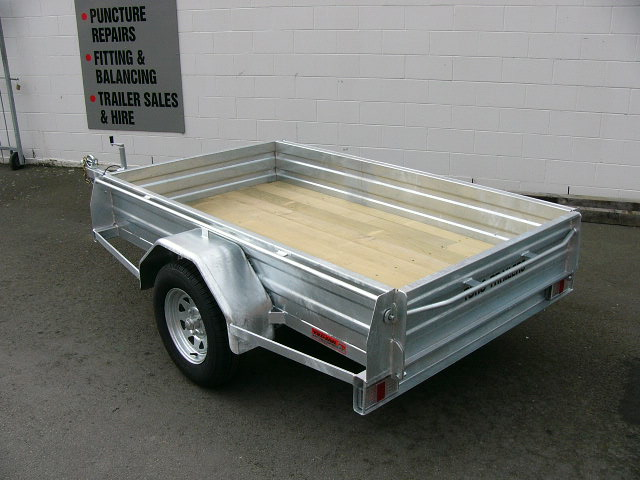 • PUNCTURE
REPAIRS
• FITTING &
BALANCING
• TRAILER SALES
& HIRE